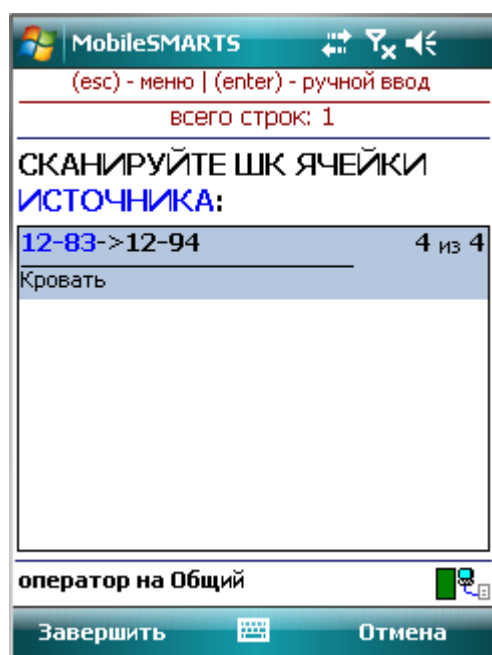 MobileSMARTS
(esc) - меню | (enter) - ручной ввод
всего строк: 1
СКАНИРУЙТЕ ШК ЯЧЕЙКИ
ИСТОЧНИКА:
12-83->12-94 4 из 4
Кровать
оператор на Общий
Завершить Отмена